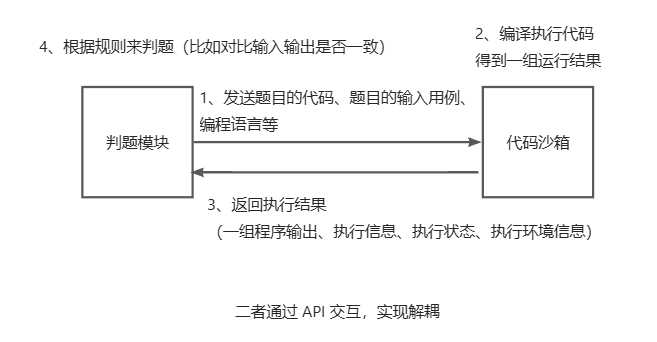 4、根据规则来判题（比如对比输入输出是否一致）
2、编译执行代码
得到一组运行结果
判题模块
1、发送题目的代码、题目的输入用例、
编程语言等
代码沙箱
3、返回执行结果
（一组程序输出、执行信息、执行状态、执行环境信息）
二者通过 API 交互，实现解耦